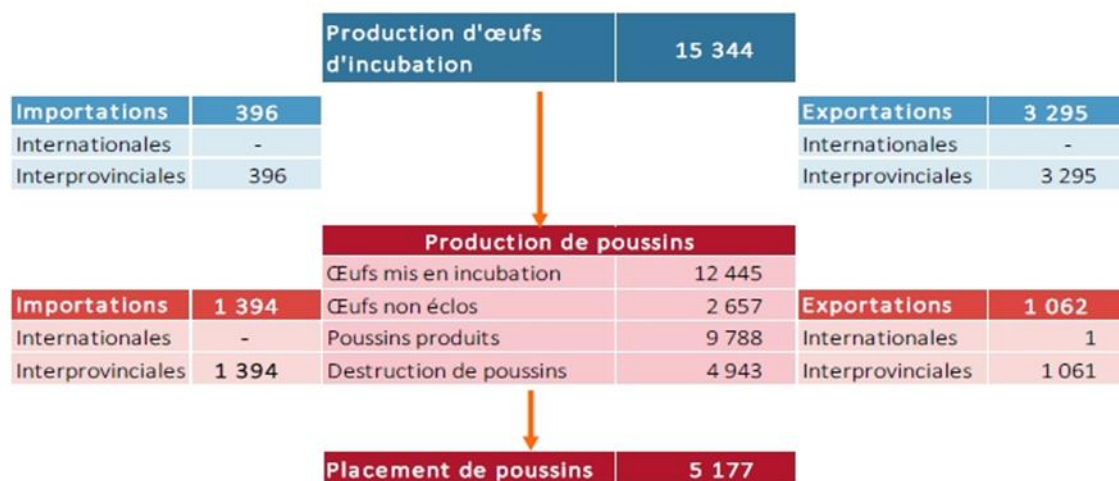 Production d'œufs
d'incubation 15 344
Importations 396
Internationales -
Interprovinciales 396
Exportations 3 295
Internationales -
Interprovinciales 3 295
Production de poussins
Œufs mis en incubation 12 445
Œufs non éclos 2 657
Poussins produits 9 788
Destruction de poussins 4 943
Importations 1 394
Internationales -
Interprovinciales 1 394
Exportations 1 062
Internationales 1
Interprovinciales 1 061
Placement de poussins 5 177